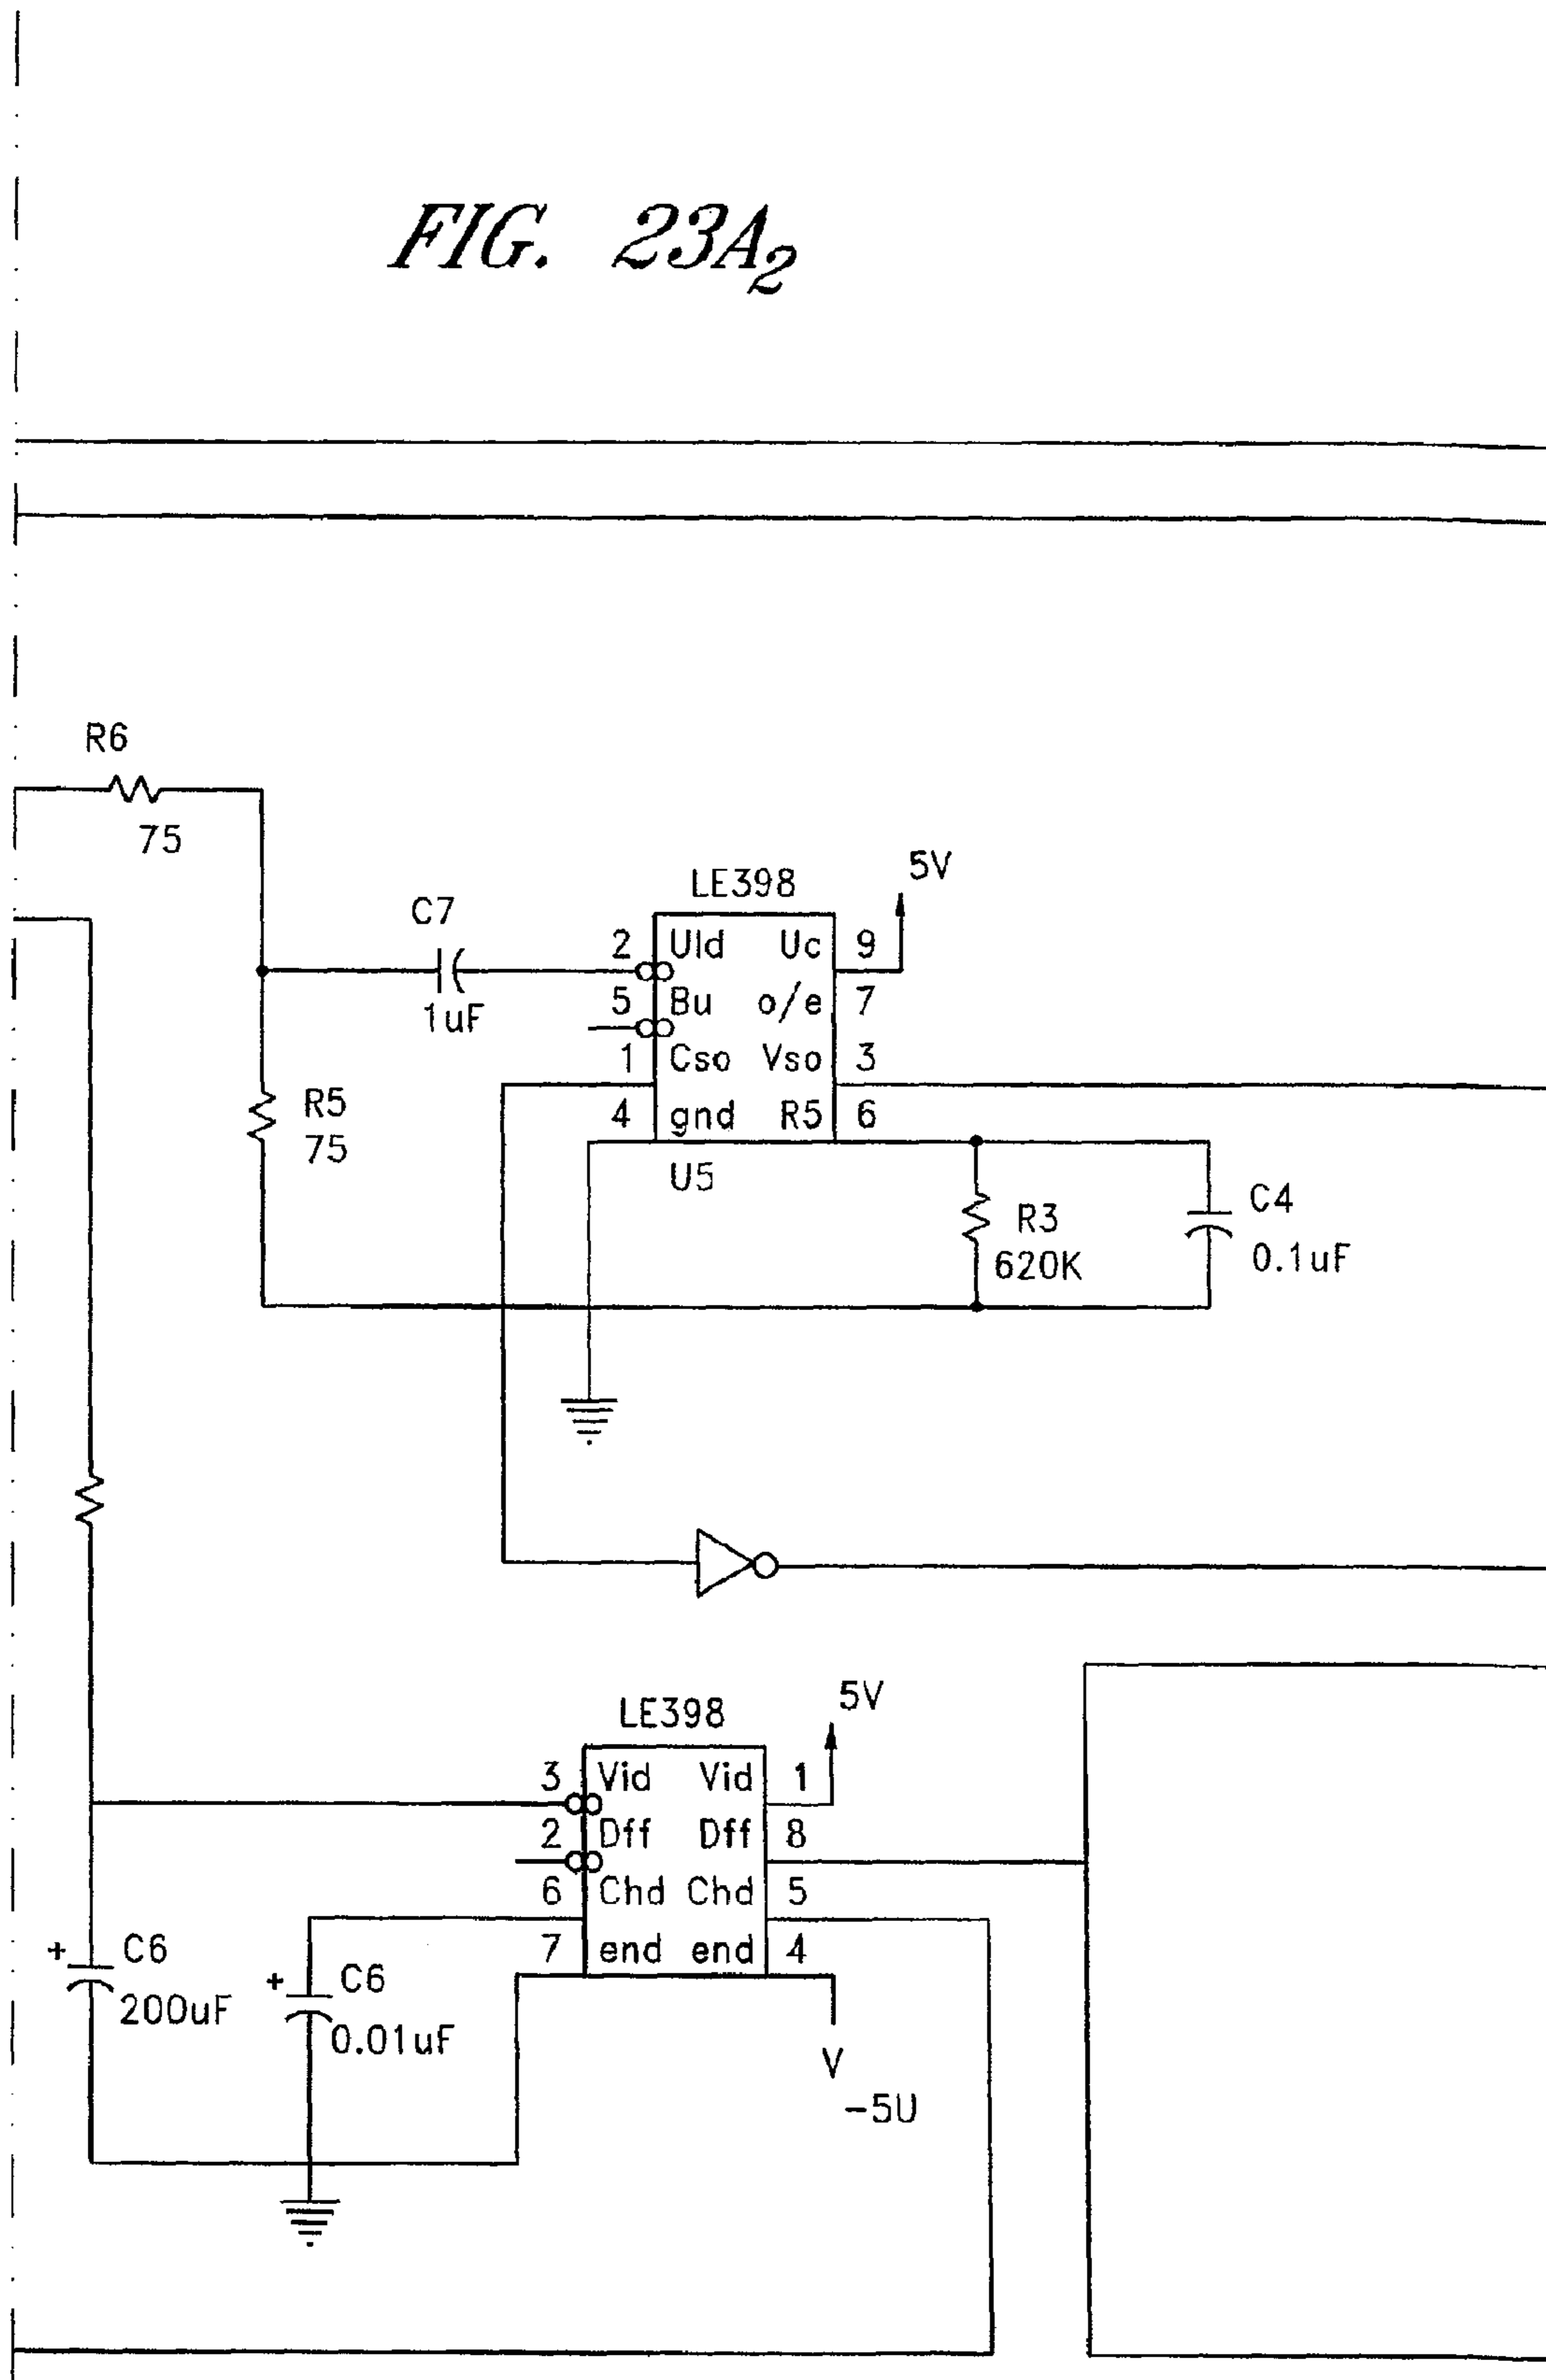 FIG. 23A2
R6
75
C7
1uF
R5
75
LE398
5V
2 Uld Uc 9
5 Bu o/e 7
1 Cso Vso 3
4 gnd R5 6
U5
R3
620K
C4
0.1uF
LE398
5V
3 Vid Vid 1
2 Dff Dff 8
6 Chd Chd 5
7 end end 4
+ C6
200uF
+ C6
0.01uF
V
-5U